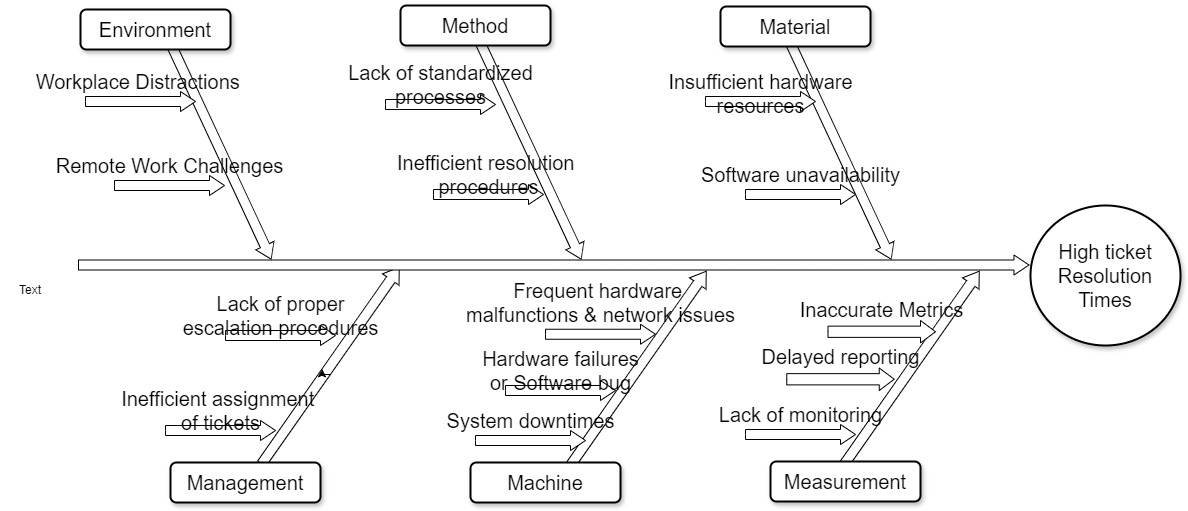 Environment
Method
Material
Workplace Distractions
Lack of standardized
processes
Insufficient hardware
resources
Remote Work Challenges
Inefficient resolution
procedures
Software unavailability
High ticket
Resolution
Times
Text
Lack of proper
escalation procedures
Frequent hardware
malfunctions & network issues
Inaccurate Metrics
Hardware failures
or Software bug
Delayed reporting
Inefficient assignment
of tickets
System downtimes
Lack of monitoring
Management
Machine
Measurement